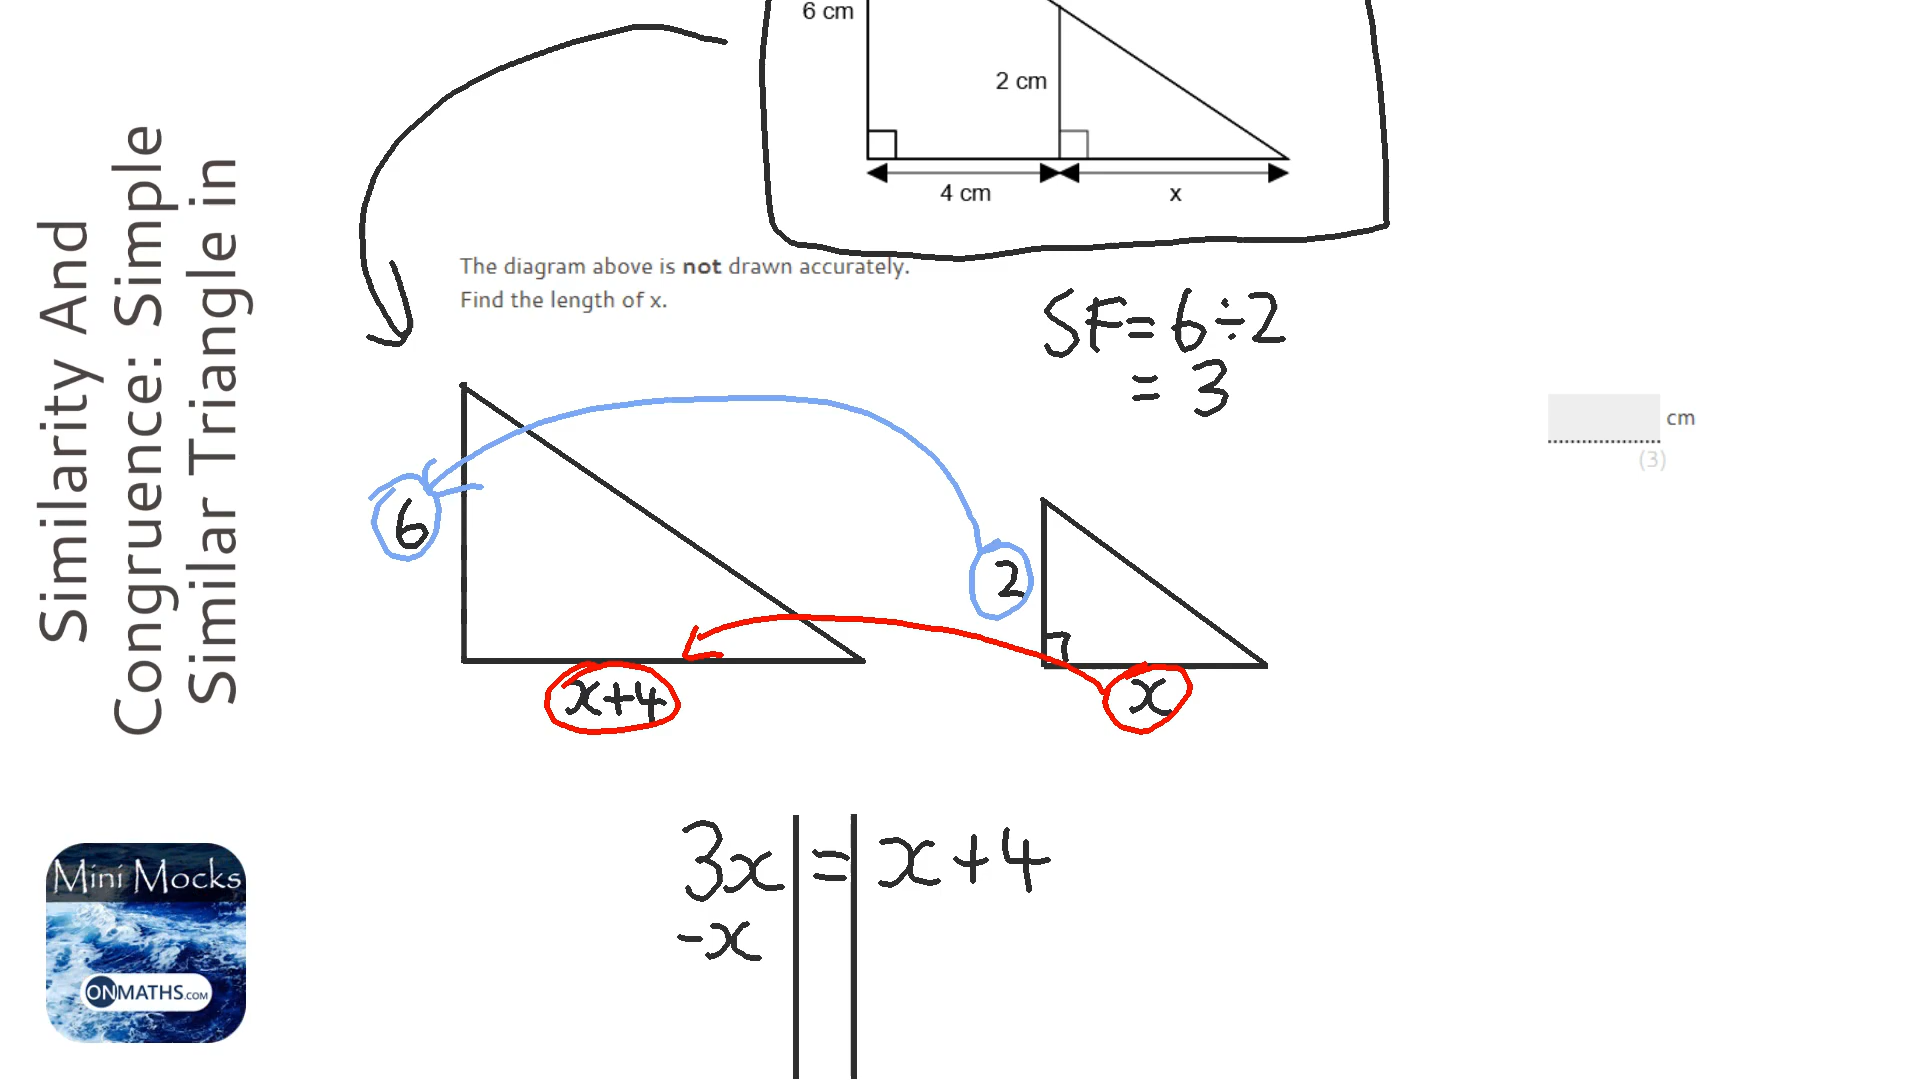 Similarity And
Congruence: Simple
Similar Triangle in
6 cm
2 cm
4 cm
x
The diagram above is not drawn accurately.
Find the length of x.
SF = 6 ÷ 2
= 3
cm
(3)
6
2
x+4
x
3x = x+4
-x
Mini Mocks
ONMATHS.COM